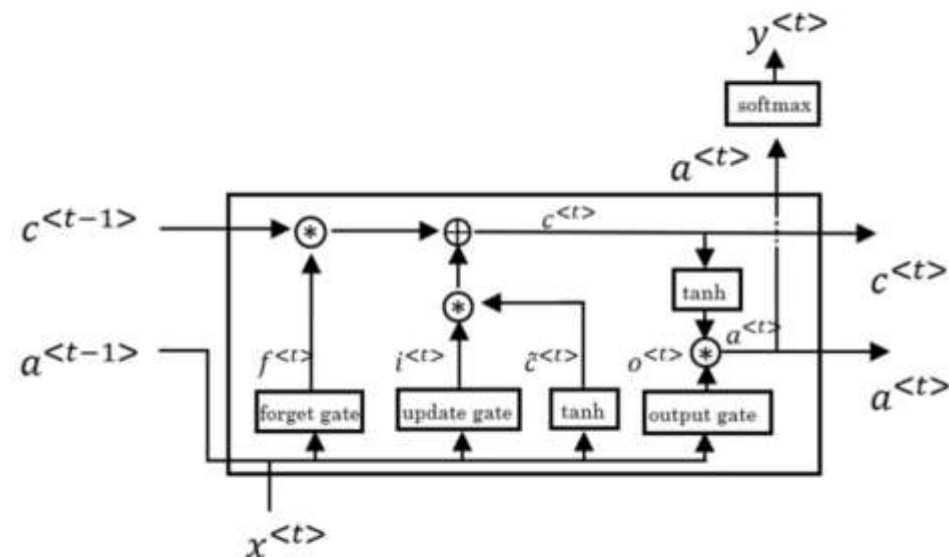 y<t>
softmax
a<t>
c<t-1>
c<t>
c<t>
tanh
a<t-1>
f<t>
i<t>
c̃<t>
o<t>
a<t>
a<t>
forget gate
update gate
tanh
output gate
x<t>